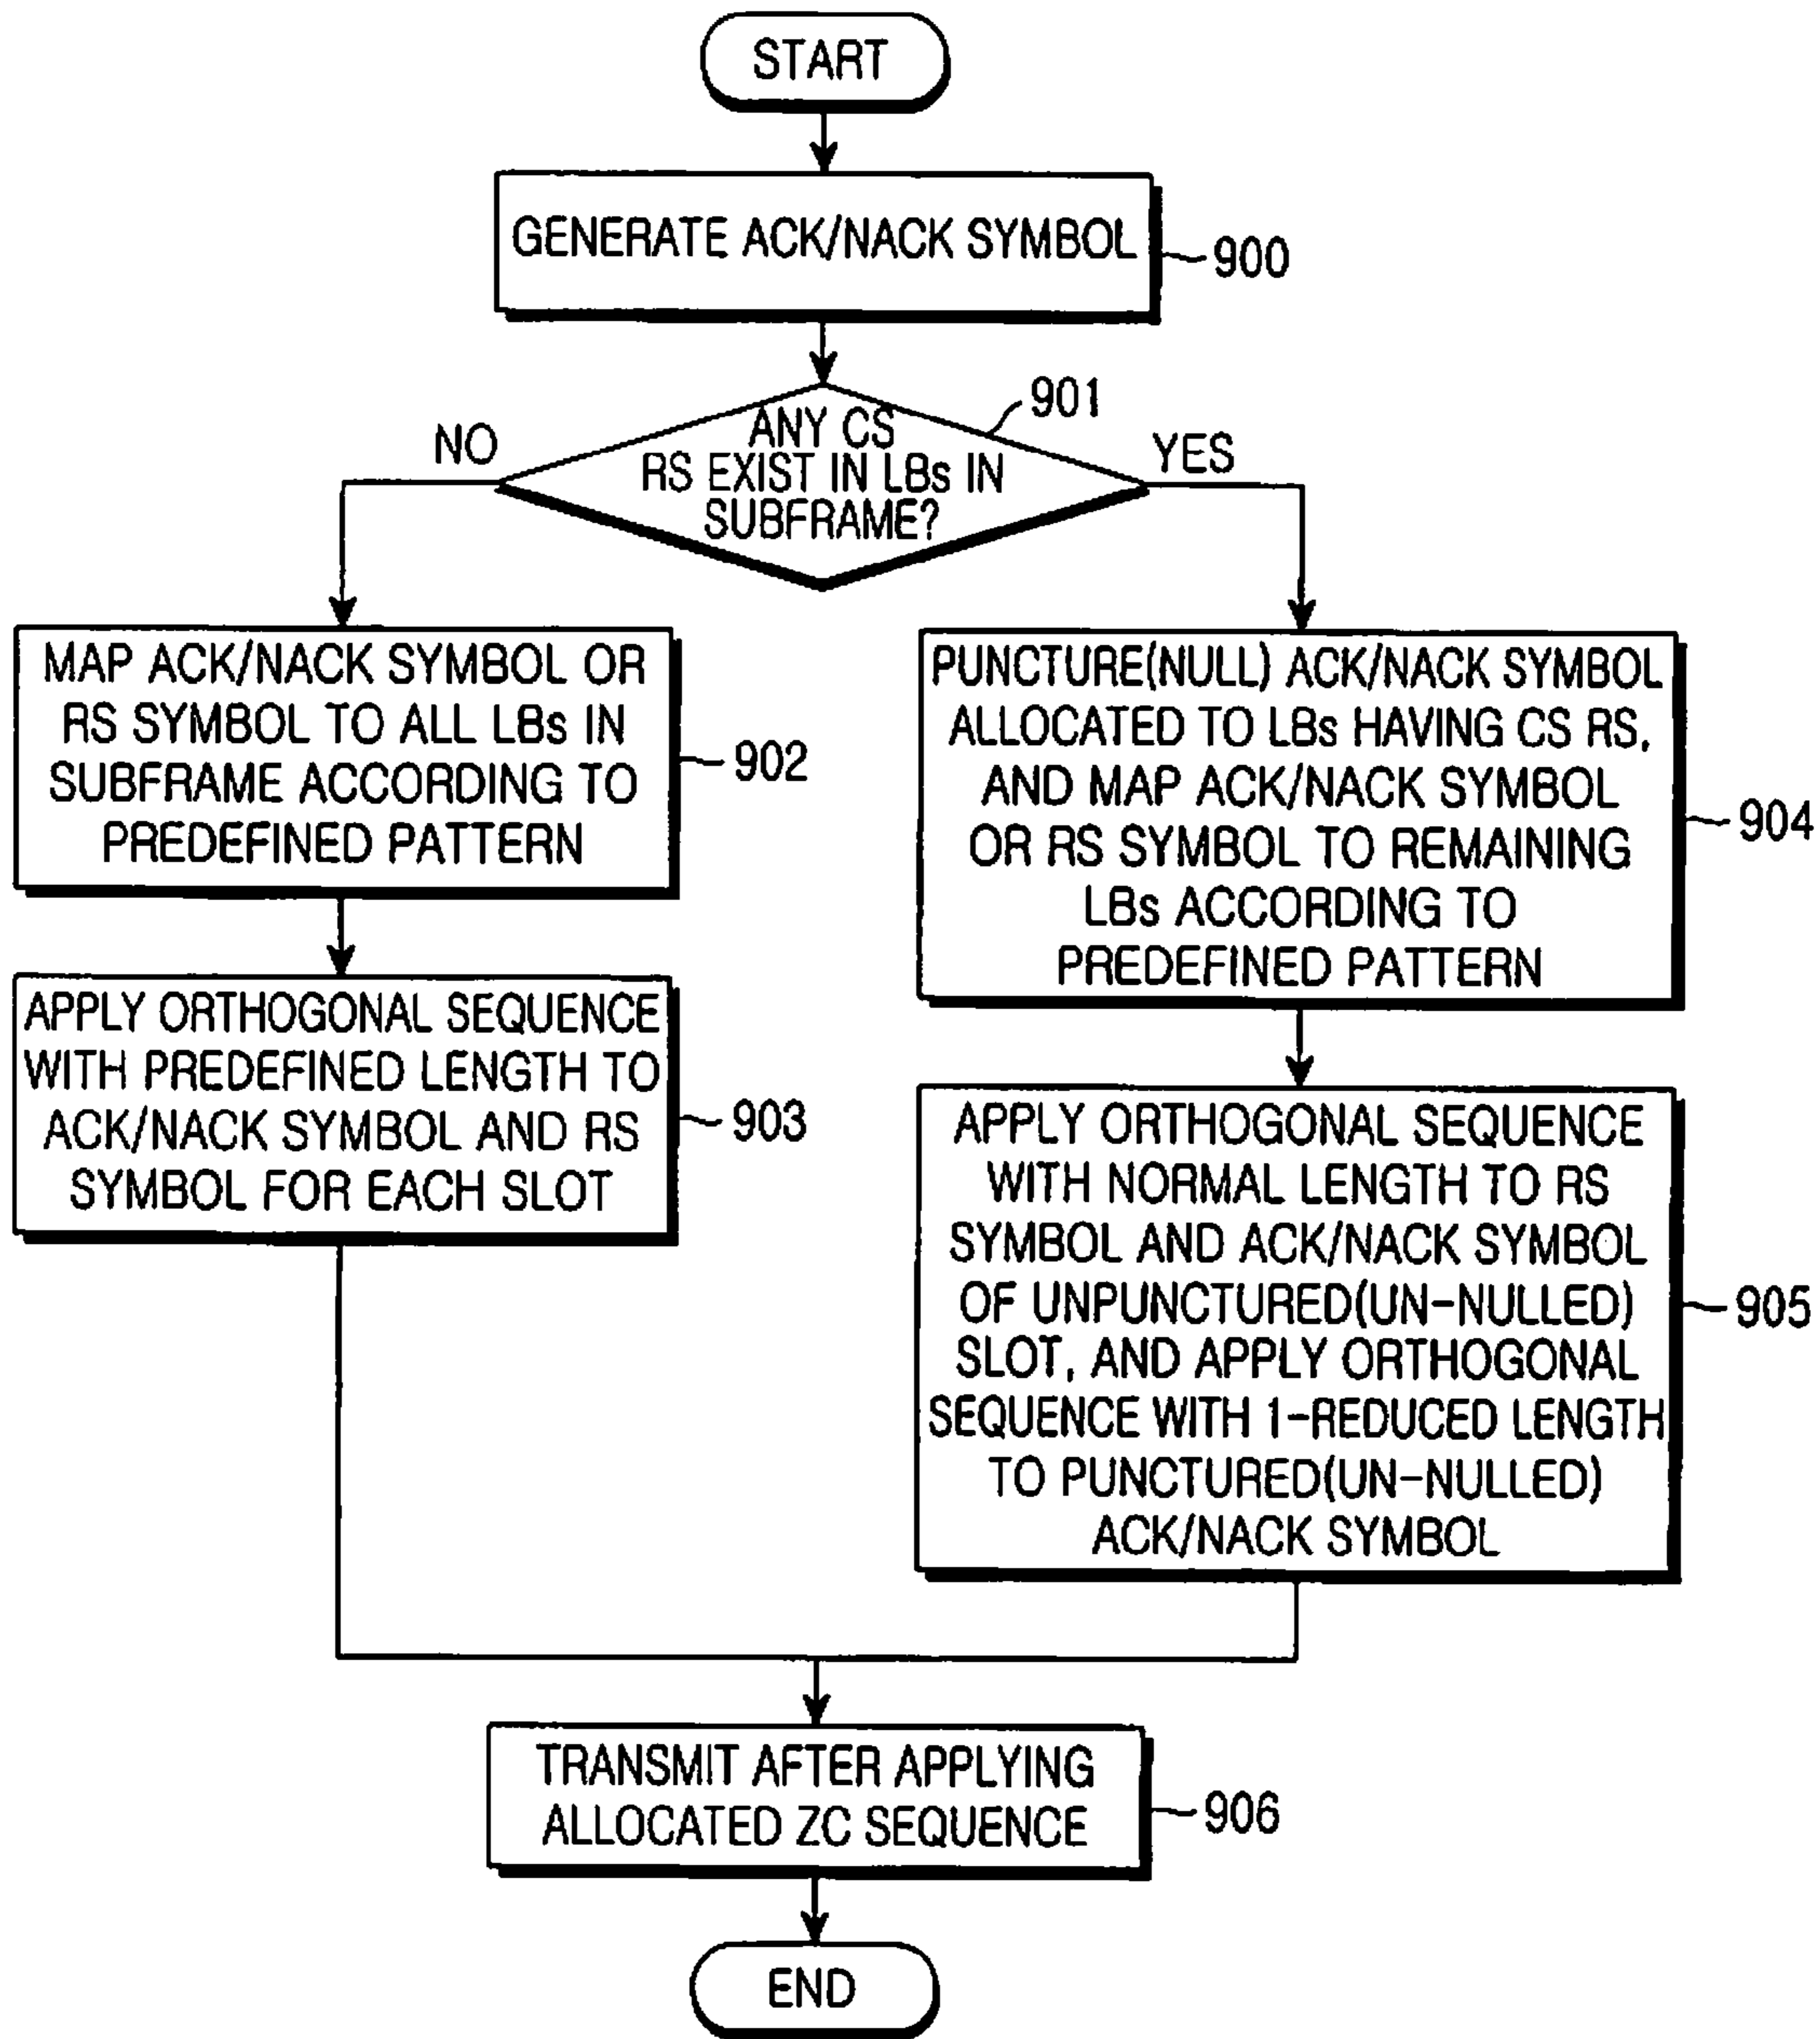 START
GENERATE ACK/NACK SYMBOL
900
901
ANY CS
RS EXIST IN LBs IN
SUBFRAME?
NO
YES
MAP ACK/NACK SYMBOL OR
RS SYMBOL TO ALL LBs IN
SUBFRAME ACCORDING TO
PREDEFINED PATTERN
902
APPLY ORTHOGONAL SEQUENCE
WITH PREDEFINED LENGTH TO
ACK/NACK SYMBOL AND RS
SYMBOL FOR EACH SLOT
903
PUNCTURE(NULL) ACK/NACK SYMBOL
ALLOCATED TO LBs HAVING CS RS,
AND MAP ACK/NACK SYMBOL
OR RS SYMBOL TO REMAINING
LBs ACCORDING TO
PREDEFINED PATTERN
904
APPLY ORTHOGONAL SEQUENCE
WITH NORMAL LENGTH TO RS
SYMBOL AND ACK/NACK SYMBOL
OF UNPUNCTURED(UN-NULLED)
SLOT, AND APPLY ORTHOGONAL
SEQUENCE WITH 1-REDUCED LENGTH
TO PUNCTURED(UN-NULLED)
ACK/NACK SYMBOL
905
TRANSMIT AFTER APPLYING
ALLOCATED ZC SEQUENCE
906
END